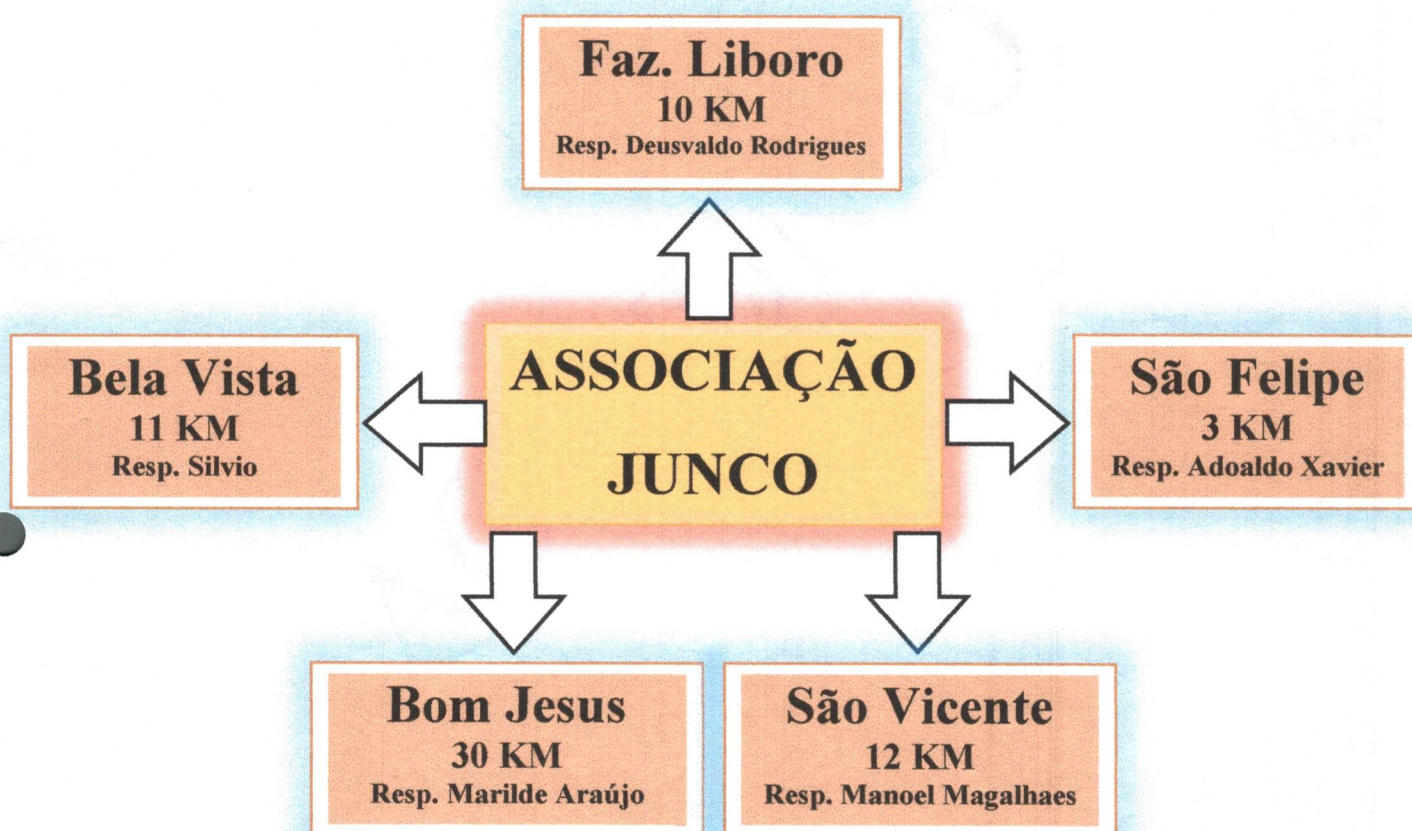 Faz. Liboro
10 KM
Resp. Deusvaldo Rodrigues
Bela Vista
11 KM
Resp. Silvio
ASSOCIAÇÃO
JUNCO
São Felipe
3 KM
Resp. Adoaldo Xavier
Bom Jesus
30 KM
Resp. Marilde Araújo
São Vicente
12 KM
Resp. Manoel Magalhaes